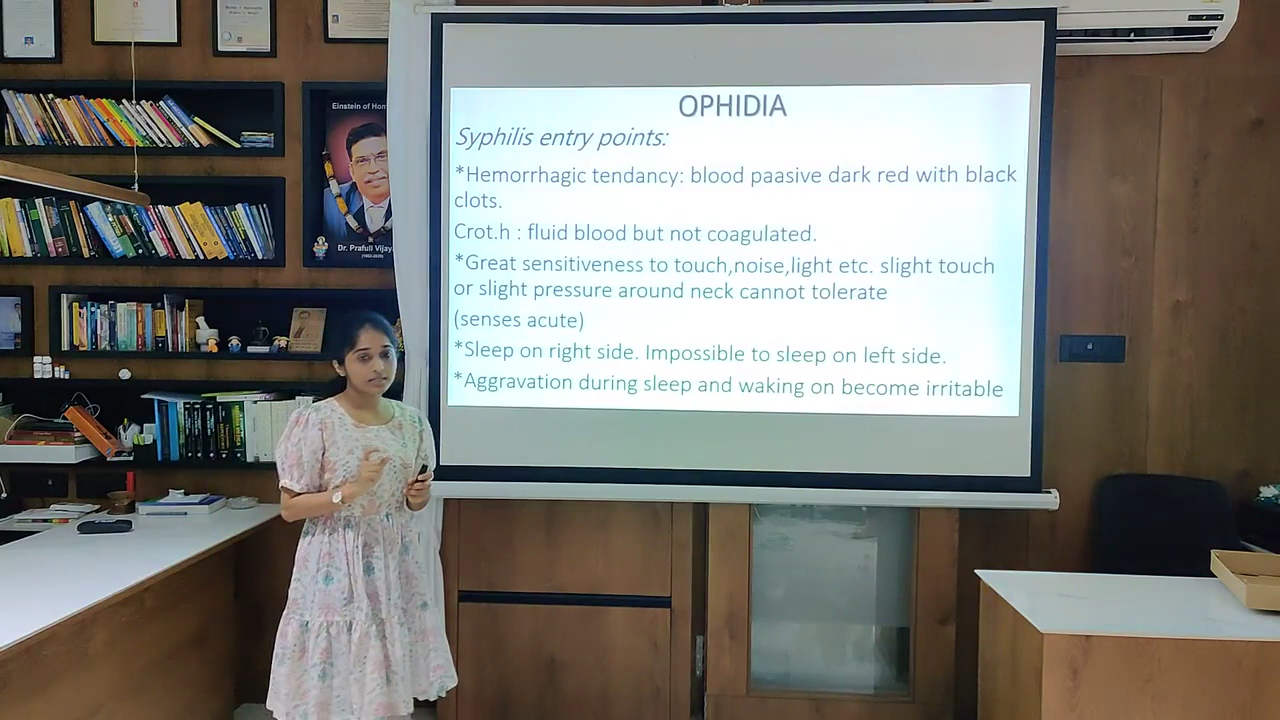 OPHIDIA
Syphilis entry points:
*Hemorrhagic tendancy: blood paasive dark red with black
clots.
Crot.h : fluid blood but not coagulated.
*Great sensitiveness to touch,noise,light etc. slight touch
or slight pressure around neck cannot tolerate
(senses acute)
*Sleep on right side. Impossible to sleep on left side.
*Aggravation during sleep and waking on become irritable
Einstein of Hom
Dr. Prafull Vijay